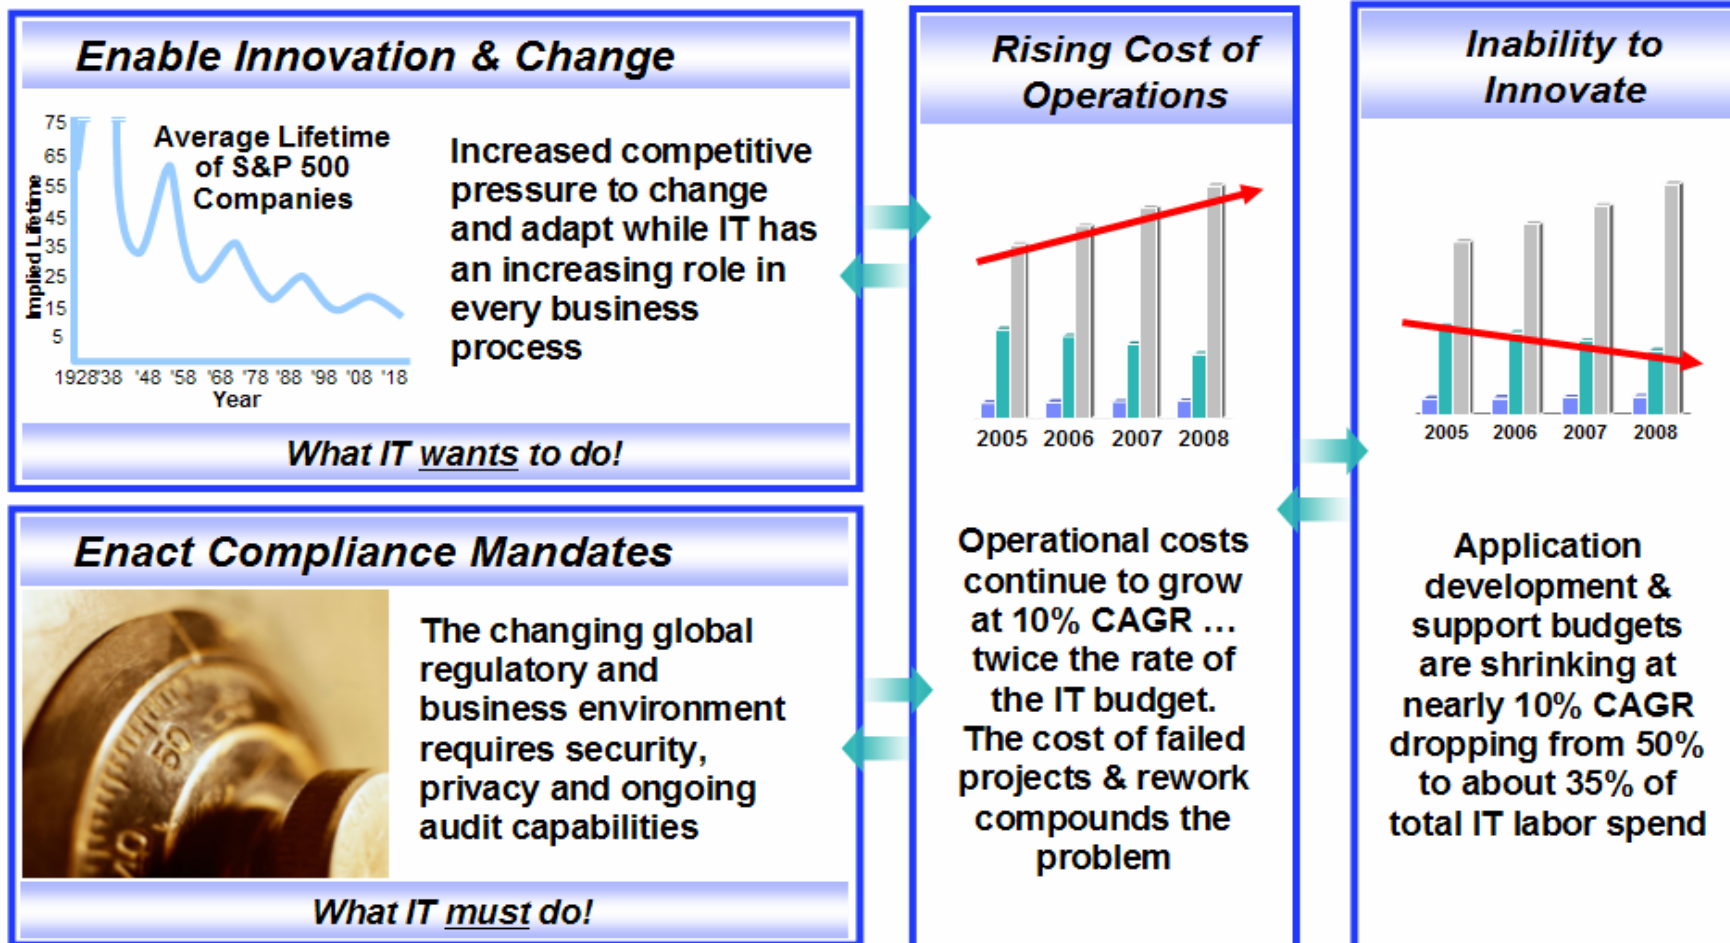 Enable Innovation & Change
75
65
55
45
35
25
15
5
Implied Lifetime
Average Lifetime
of S&P 500
Companies
1928 '38 '48 '58 '68 '78 '88 '98 '08 '18
Year
Increased competitive
pressure to change
and adapt while IT has
an increasing role in
every business
process
What IT wants to do!
Enact Compliance Mandates
50
The changing global
regulatory and
business environment
requires security,
privacy and ongoing
audit capabilities
What IT must do!
Rising Cost of
Operations
2005 2006 2007 2008
Operational costs
continue to grow
at 10% CAGR ...
twice the rate of
the IT budget.
The cost of failed
projects & rework
compounds the
problem
Inability to
Innovate
2005 2006 2007 2008
Application
development &
support budgets
are shrinking at
nearly 10% CAGR
dropping from 50%
to about 35% of
total IT labor spend